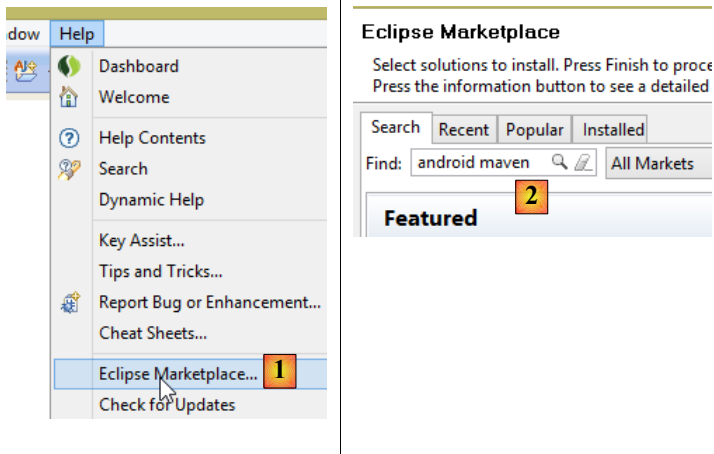 dow Help
Dashboard
Welcome
Help Contents
Search
Dynamic Help
Key Assist...
Tips and Tricks...
Report Bug or Enhancement...
Cheat Sheets...
Eclipse Marketplace... 1
Check for Updates
Eclipse Marketplace
Select solutions to install. Press Finish to proce
Press the information button to see a detailed
Search Recent Popular Installed
Find: android maven All Markets
2
Featured